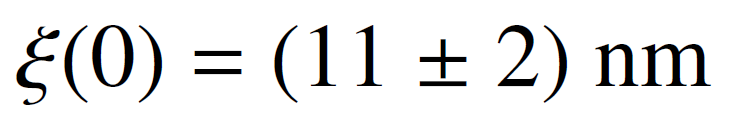 ξ(0) = (11 ± 2) nm